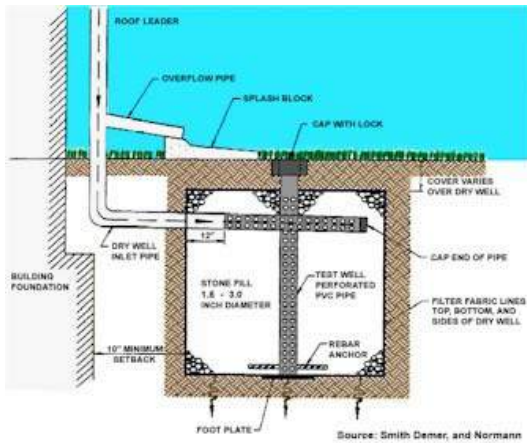 ROOF LEADER
OVERFLOW PIPE
SPLASH BLOCK
CAP WITH LOCK
COVER VARIES
OVER DRY WELL
12"
DRY WELL
INLET PIPE
CAP END OF PIPE
BUILDING
FOUNDATION
STONE FILL
1.5 - 3.0
INCH DIAMETER
TEST WELL
PERFORATED
PVC PIPE
FILTER FABRIC LINES
TOP, BOTTOM, AND
SIDES OF DRY WELL
10" MINIMUM
SETBACK
REBAR
ANCHOR
FOOT PLATE
Source: Smith Demer, and Normann